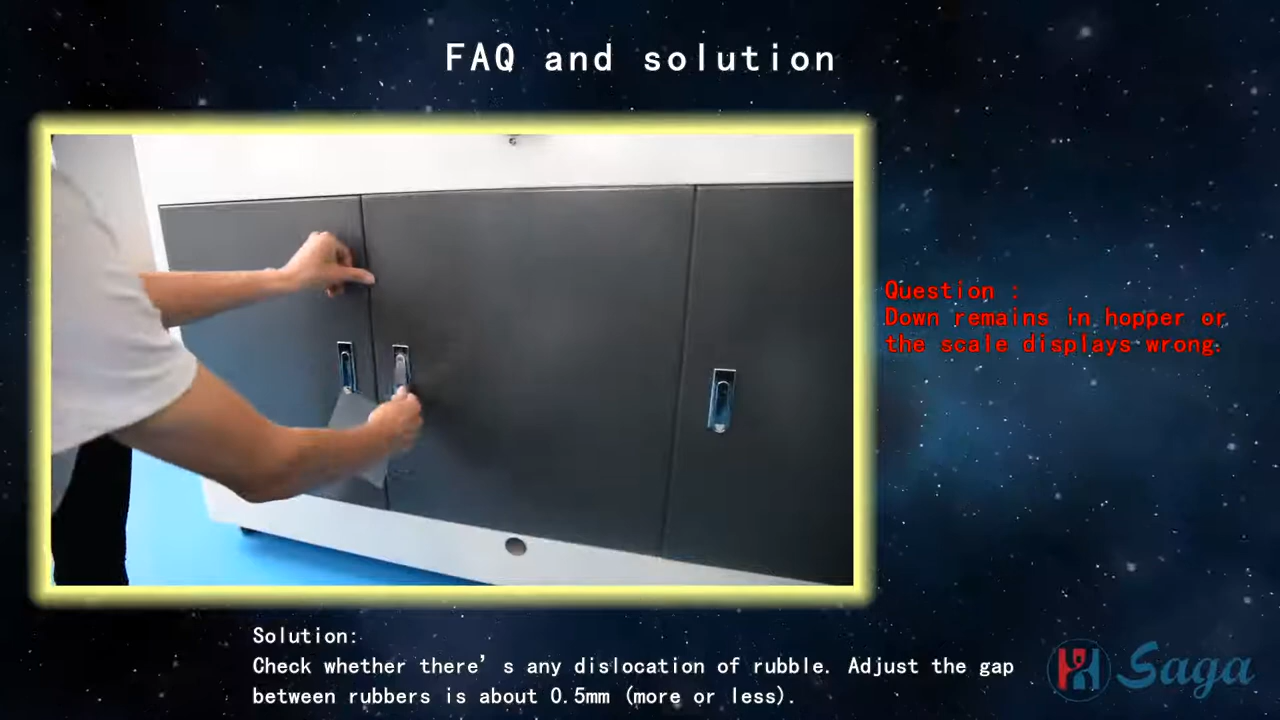 FAQ and solution
Question :
Down remains in hopper or
the scale displays wrong.
Solution:
Check whether there's any dislocation of rubble. Adjust the gap
between rubbers is about 0.5mm (more or less).
Saga